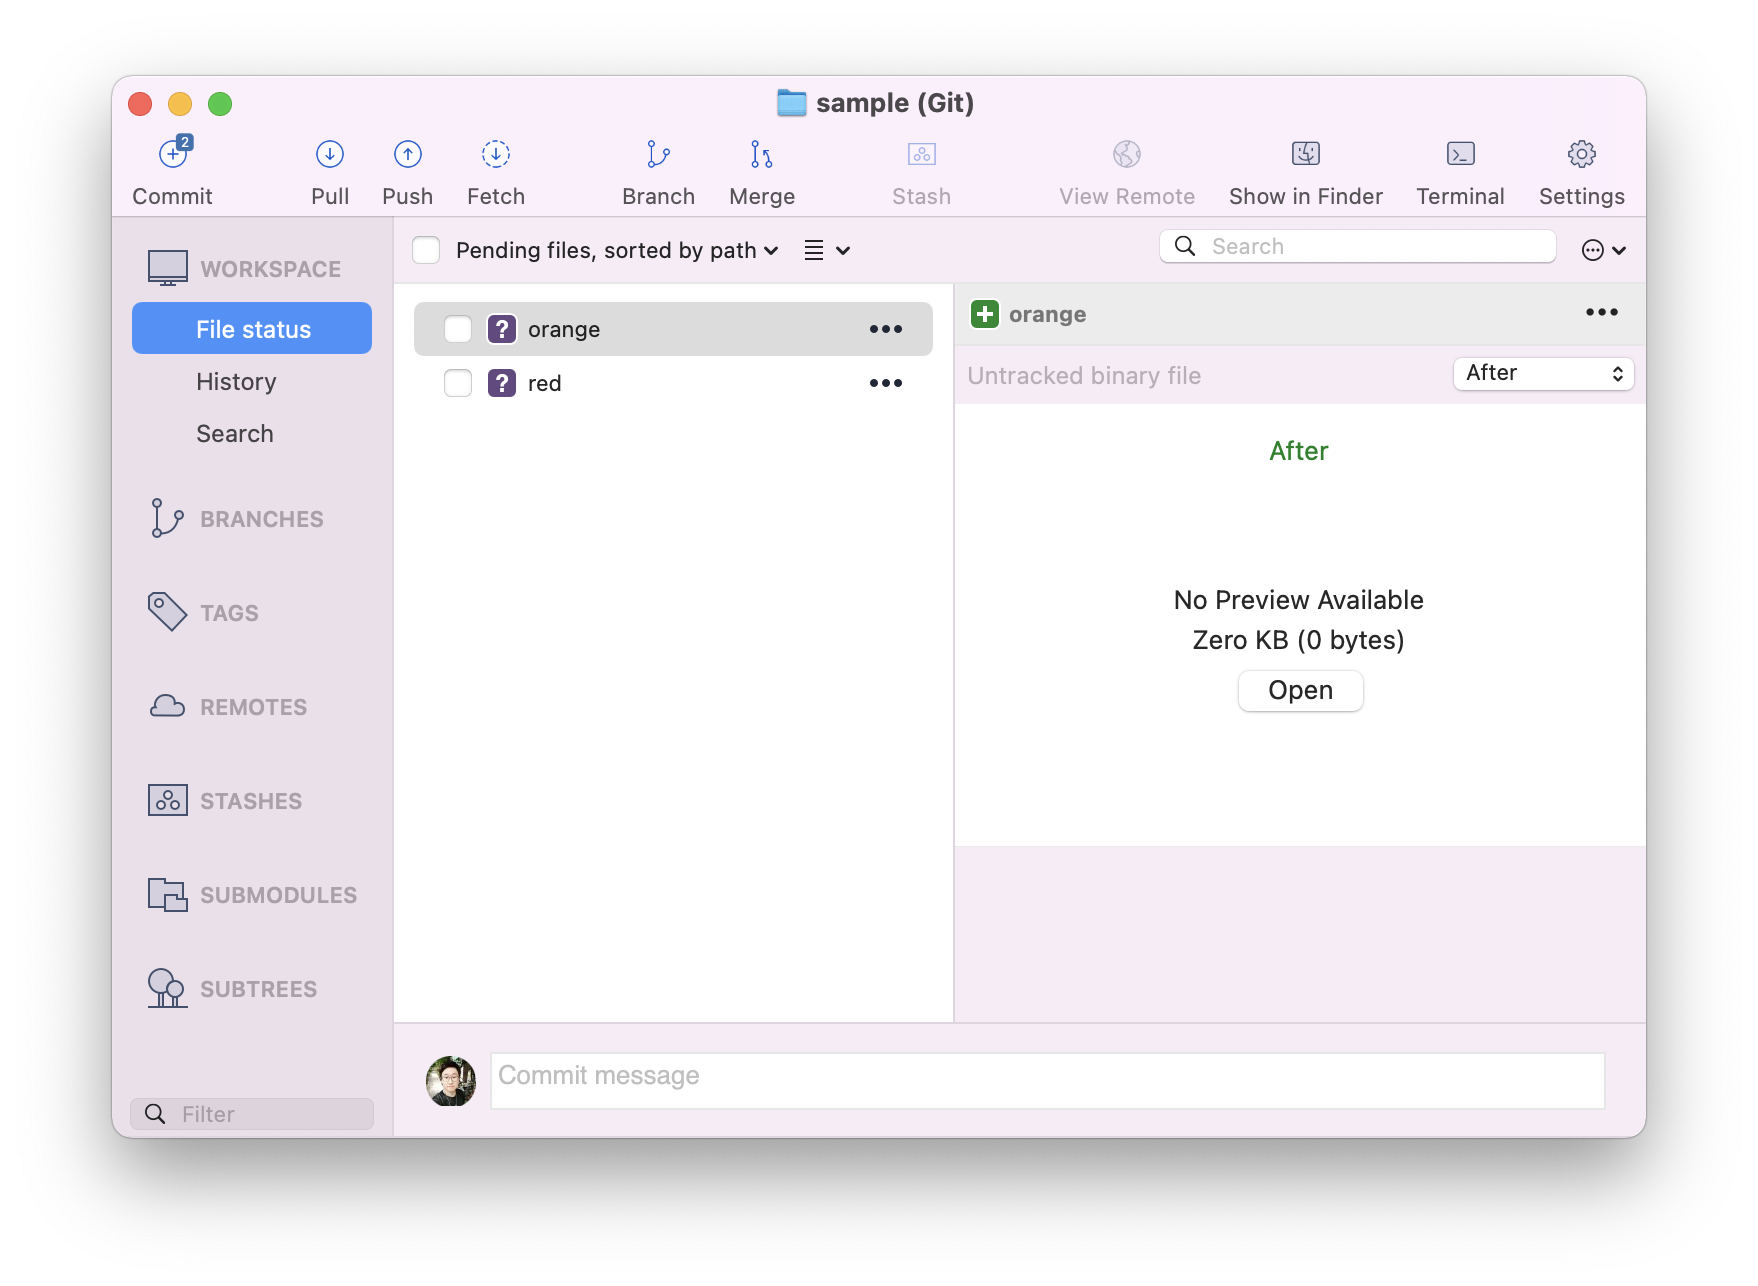 sample (Git)
2
Commit
Pull
Push
Fetch
Branch
Merge
Stash
View Remote
Show in Finder
Terminal
Settings
WORKSPACE
File status
History
Search
BRANCHES
TAGS
REMOTES
STASHES
SUBMODULES
SUBTREES
Filter
Pending files, sorted by path
Search
? orange
? red
orange
Untracked binary file
After
After
No Preview Available
Zero KB (0 bytes)
Open
Commit message